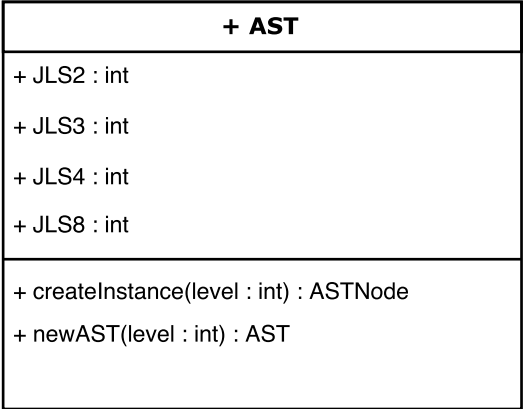 + AST
+ JLS2 : int
+ JLS3 : int
+ JLS4 : int
+ JLS8 : int
+ createInstance(level : int) : ASTNode
+ newAST(level : int) : AST